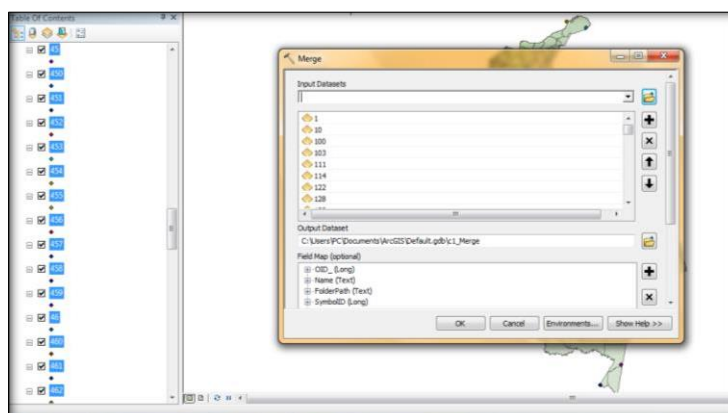 Table Of Contents
45
450
451
452
453
454
455
456
457
458
459
46
460
461
462
Merge
Input Datasets
1
10
100
103
111
114
122
128
Output Dataset
C:\Users\PC\Documents\ArcGIS\Default.gdb\c1_Merge
Field Map (optional)
OID_ (Long)
Name (Text)
FolderPath (Text)
SymbolID (Long)
OK
Cancel
Environments...
Show Help >>